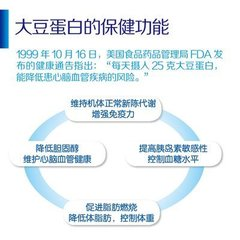 大豆蛋白的保健功能
1999 年 10 月 16 日，美国食品药品管理局 FDA 发
布的健康通告指出：“每天摄入 25 克大豆蛋白，
能降低患心脑血管疾病的风险。”
维持机体正常新陈代谢
增强免疫力
降低胆固醇
维护心脑血管健康
提高胰岛素敏感性
控制血糖水平
促进脂肪燃烧
降低体脂肪，控制体重